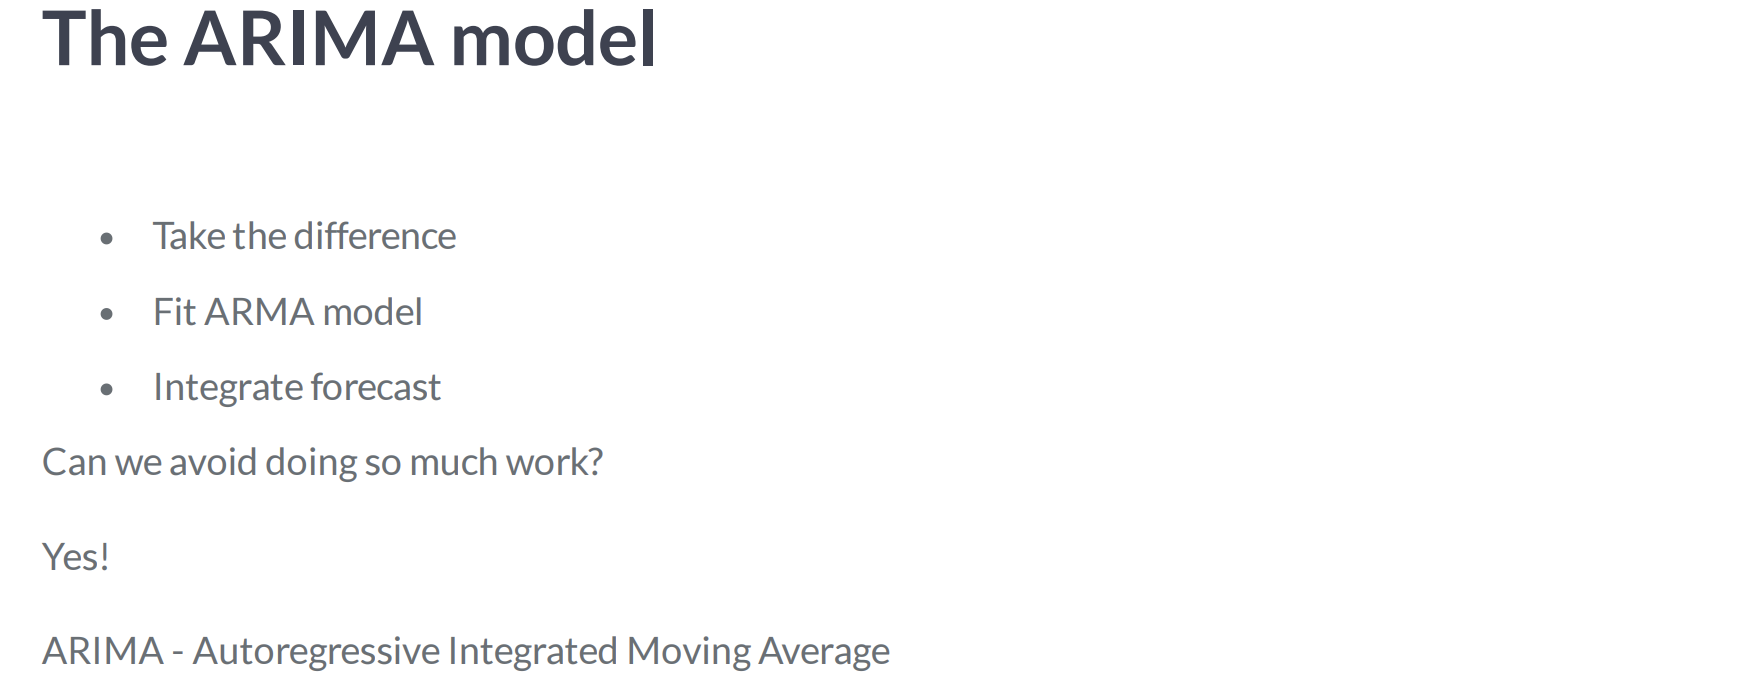 The ARIMA model
• Take the difference
• Fit ARMA model
• Integrate forecast
Can we avoid doing so much work?
Yes!
ARIMA - Autoregressive Integrated Moving Average